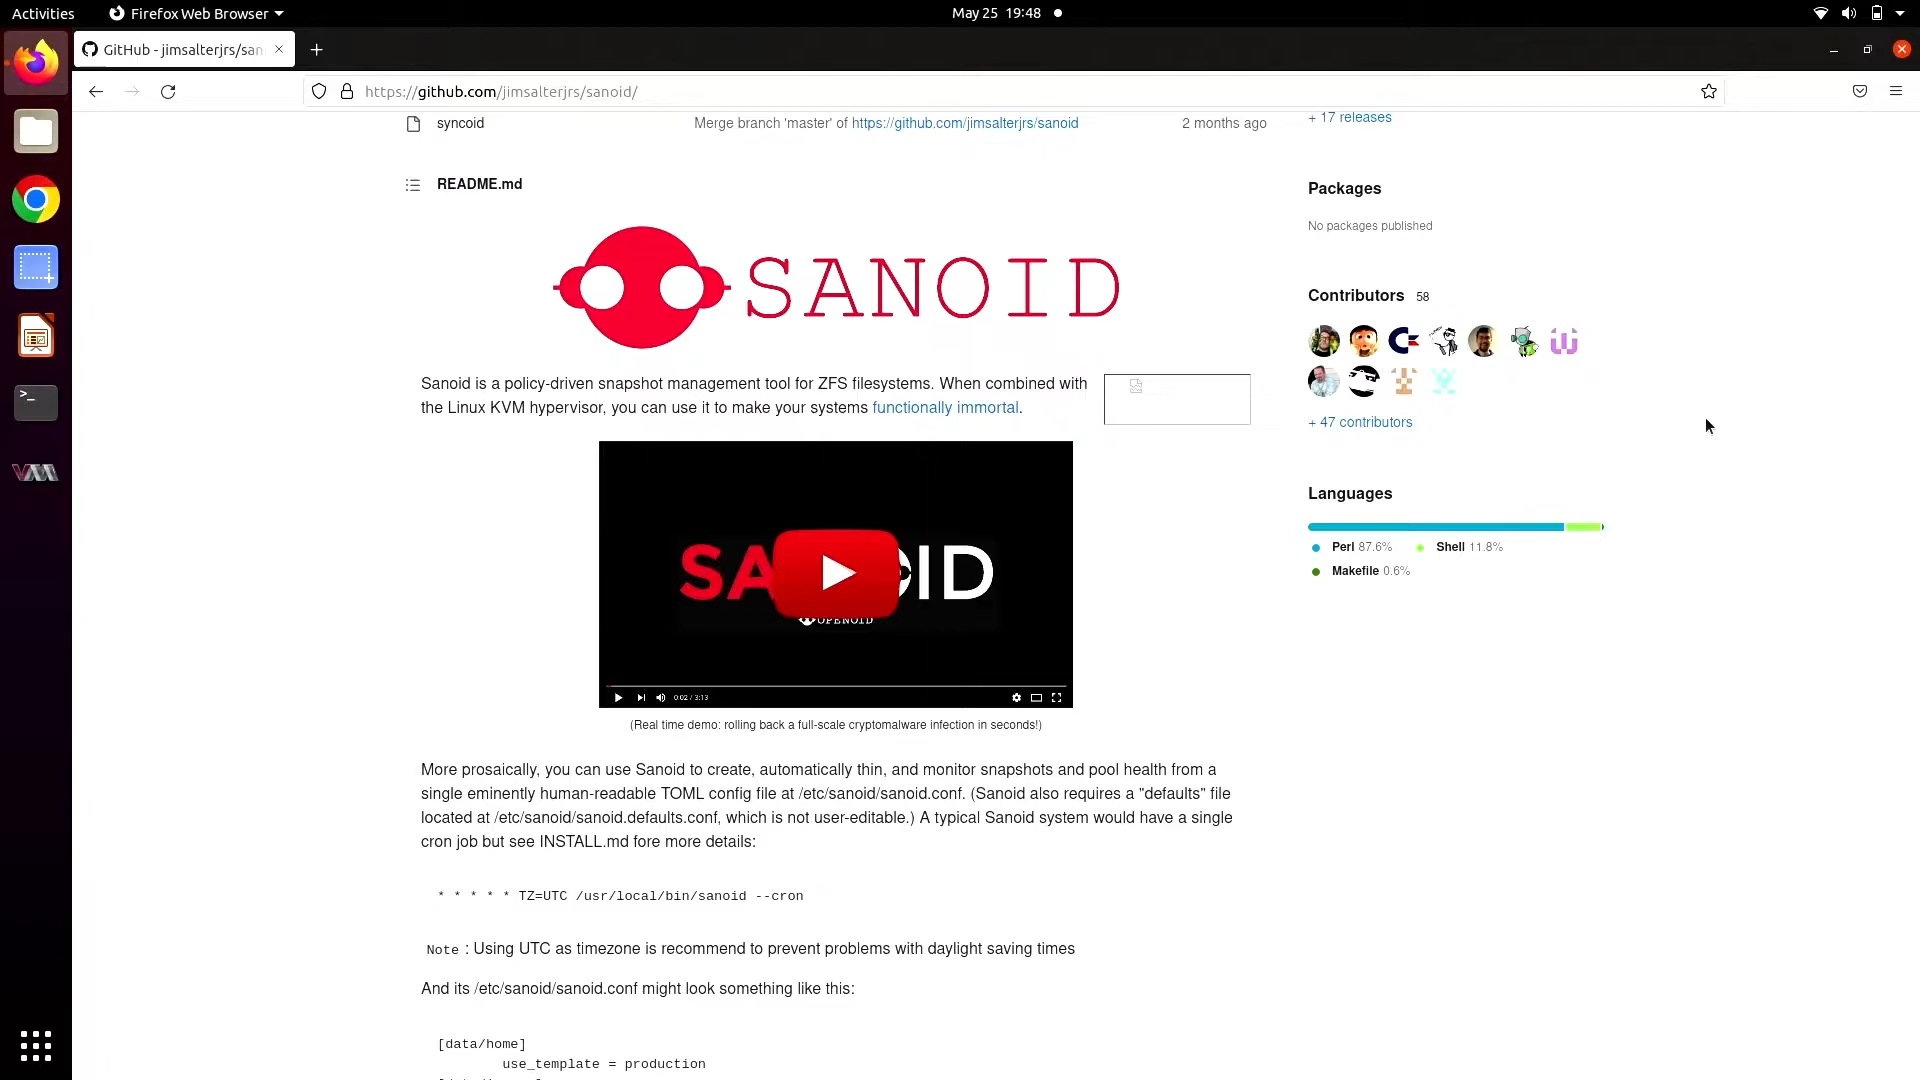 Activities Firefox Web Browser May 25 19:48
GitHub - jimsalterjrs/san
https://github.com/jimsalterjrs/sanoid/
syncoid Merge branch 'master' of https://github.com/jimsalterjrs/sanoid 2 months ago
+ 17 releases
README.md
Packages
No packages published
SANOID
Contributors 58
Sanoid is a policy-driven snapshot management tool for ZFS filesystems. When combined with
the Linux KVM hypervisor, you can use it to make your systems functionally immortal.
+ 47 contributors
Languages
Perl 87.6% Shell 11.8%
Makefile 0.6%
SA OID
OPENOID
0:02 / 3:13
(Real time demo: rolling back a full-scale cryptomalware infection in seconds!)
More prosaically, you can use Sanoid to create, automatically thin, and monitor snapshots and pool health from a
single eminently human-readable TOML config file at /etc/sanoid/sanoid.conf. (Sanoid also requires a "defaults" file
located at /etc/sanoid/sanoid.defaults.conf, which is not user-editable.) A typical Sanoid system would have a single
cron job but see INSTALL.md fore more details:
* * * * * TZ=UTC /usr/local/bin/sanoid --cron
Note : Using UTC as timezone is recommend to prevent problems with daylight saving times
And its /etc/sanoid/sanoid.conf might look something like this:
[data/home]
use_template = production